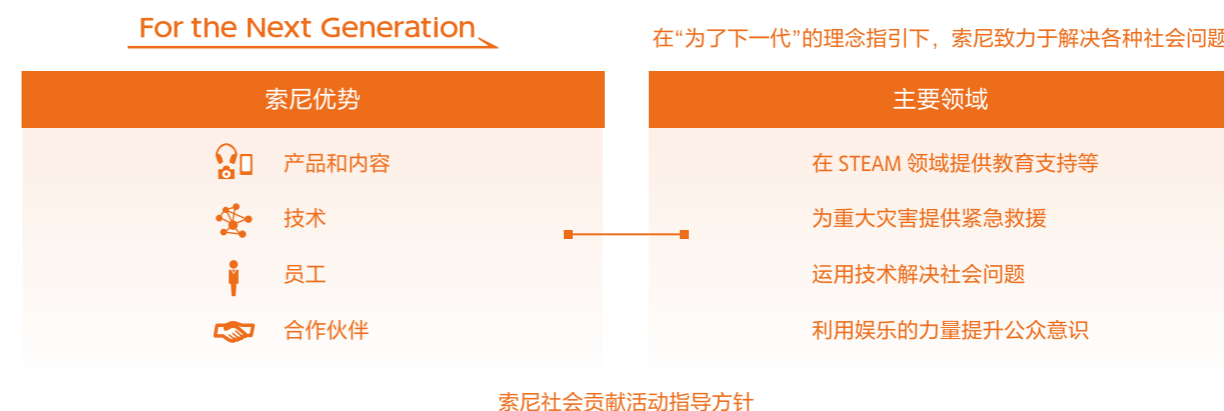 For the Next Generation
在“为了下一代”的理念指引下，索尼致力于解决各种社会问题
索尼优势
产品和内容
技术
员工
合作伙伴
主要领域
在 STEAM 领域提供教育支持等
为重大灾害提供紧急救援
运用技术解决社会问题
利用娱乐的力量提升公众意识
索尼社会贡献活动指导方针